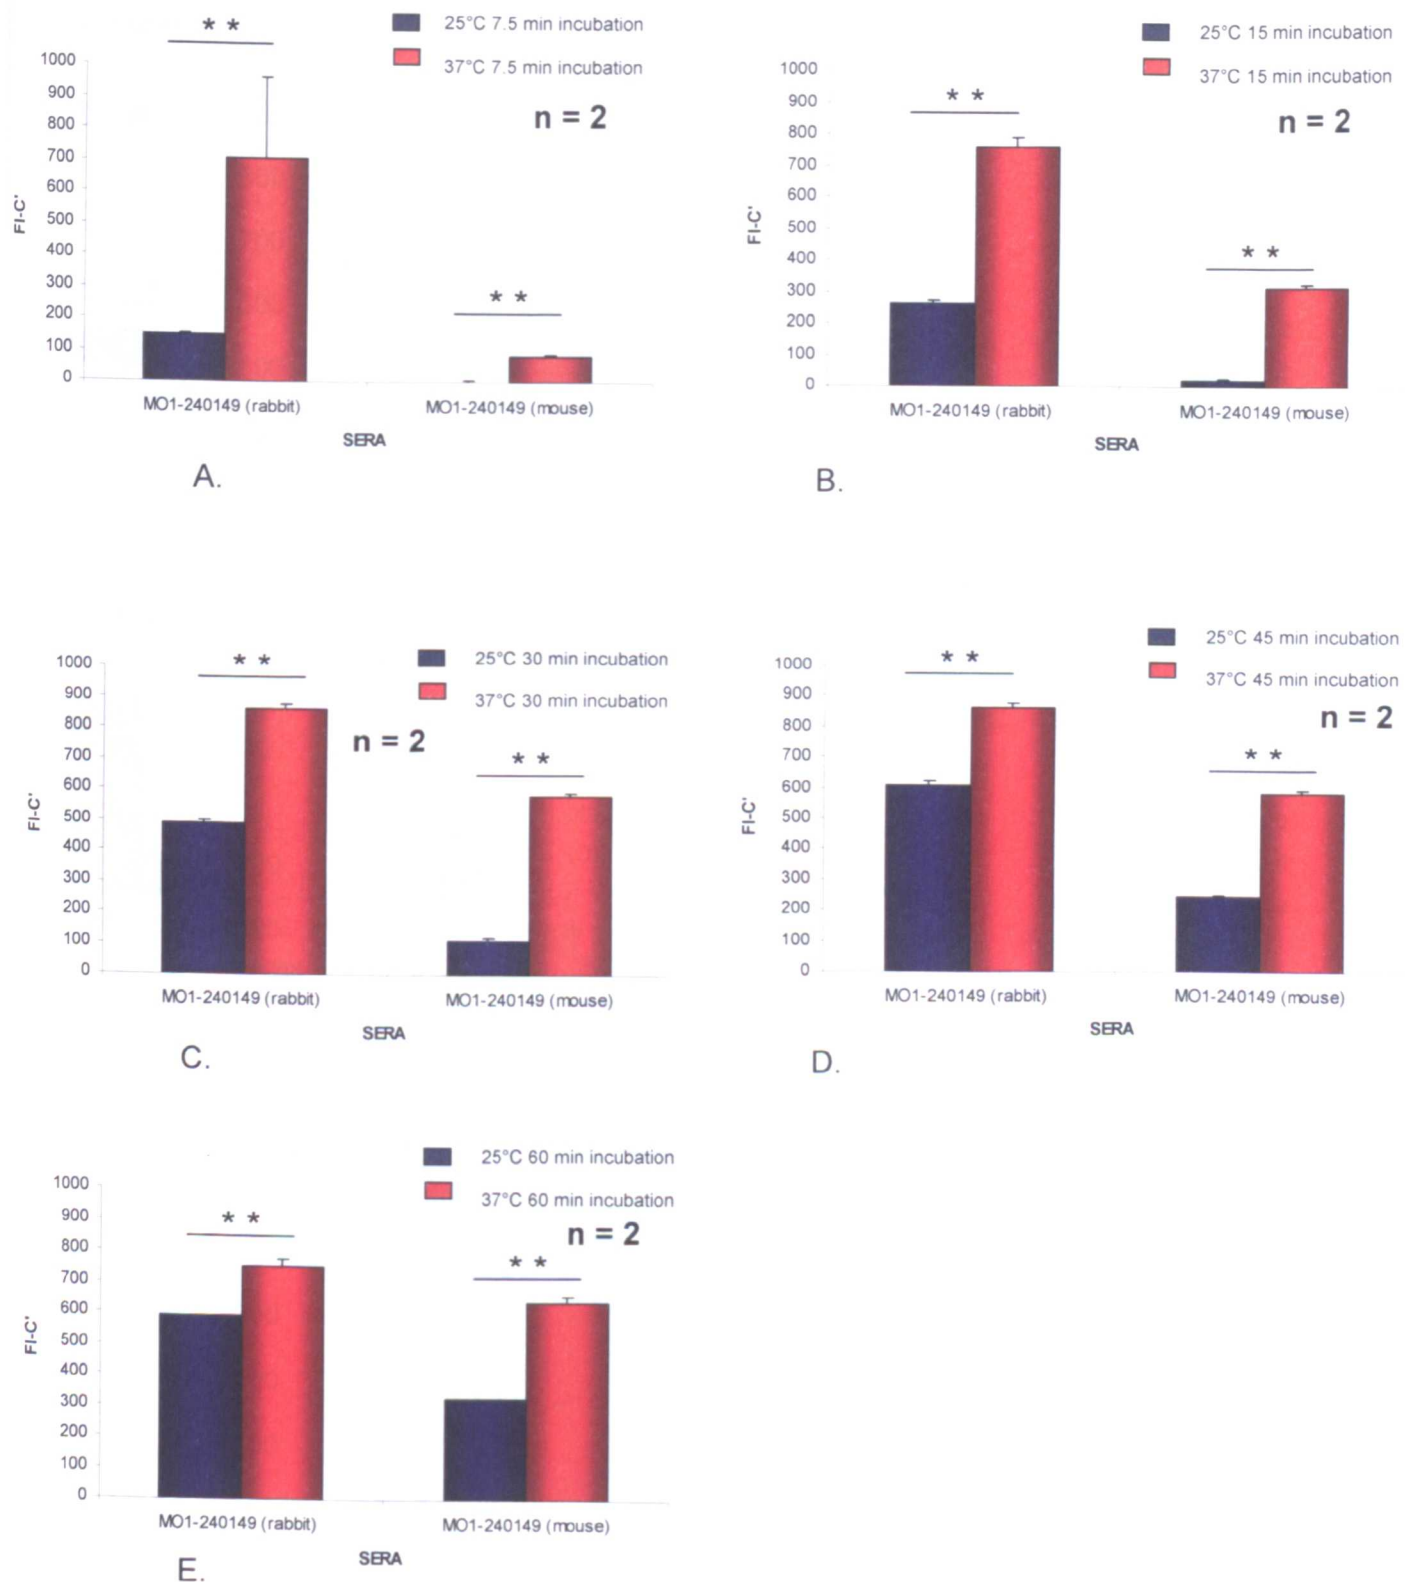 25°C 7.5 min incubation
37°C 7.5 min incubation
n = 2
* *
* *
1000
900
800
700
600
500
400
300
200
100
0
FI-C'
MO1-240149 (rabbit)
MO1-240149 (mouse)
SERA
A.
25°C 15 min incubation
37°C 15 min incubation
n = 2
* *
* *
1000
900
800
700
600
500
400
300
200
100
0
FI-C'
MO1-240149 (rabbit)
MO1-240149 (mouse)
SERA
B.
25°C 30 min incubation
37°C 30 min incubation
n = 2
* *
* *
1000
900
800
700
600
500
400
300
200
100
0
FI-C'
MO1-240149 (rabbit)
MO1-240149 (mouse)
SERA
C.
25°C 45 min incubation
37°C 45 min incubation
n = 2
* *
* *
1000
900
800
700
600
500
400
300
200
100
0
FI-C'
MO1-240149 (rabbit)
MO1-240149 (mouse)
SERA
D.
25°C 60 min incubation
37°C 60 min incubation
n = 2
* *
* *
1000
900
800
700
600
500
400
300
200
100
0
FI-C'
MO1-240149 (rabbit)
MO1-240149 (mouse)
SERA
E.